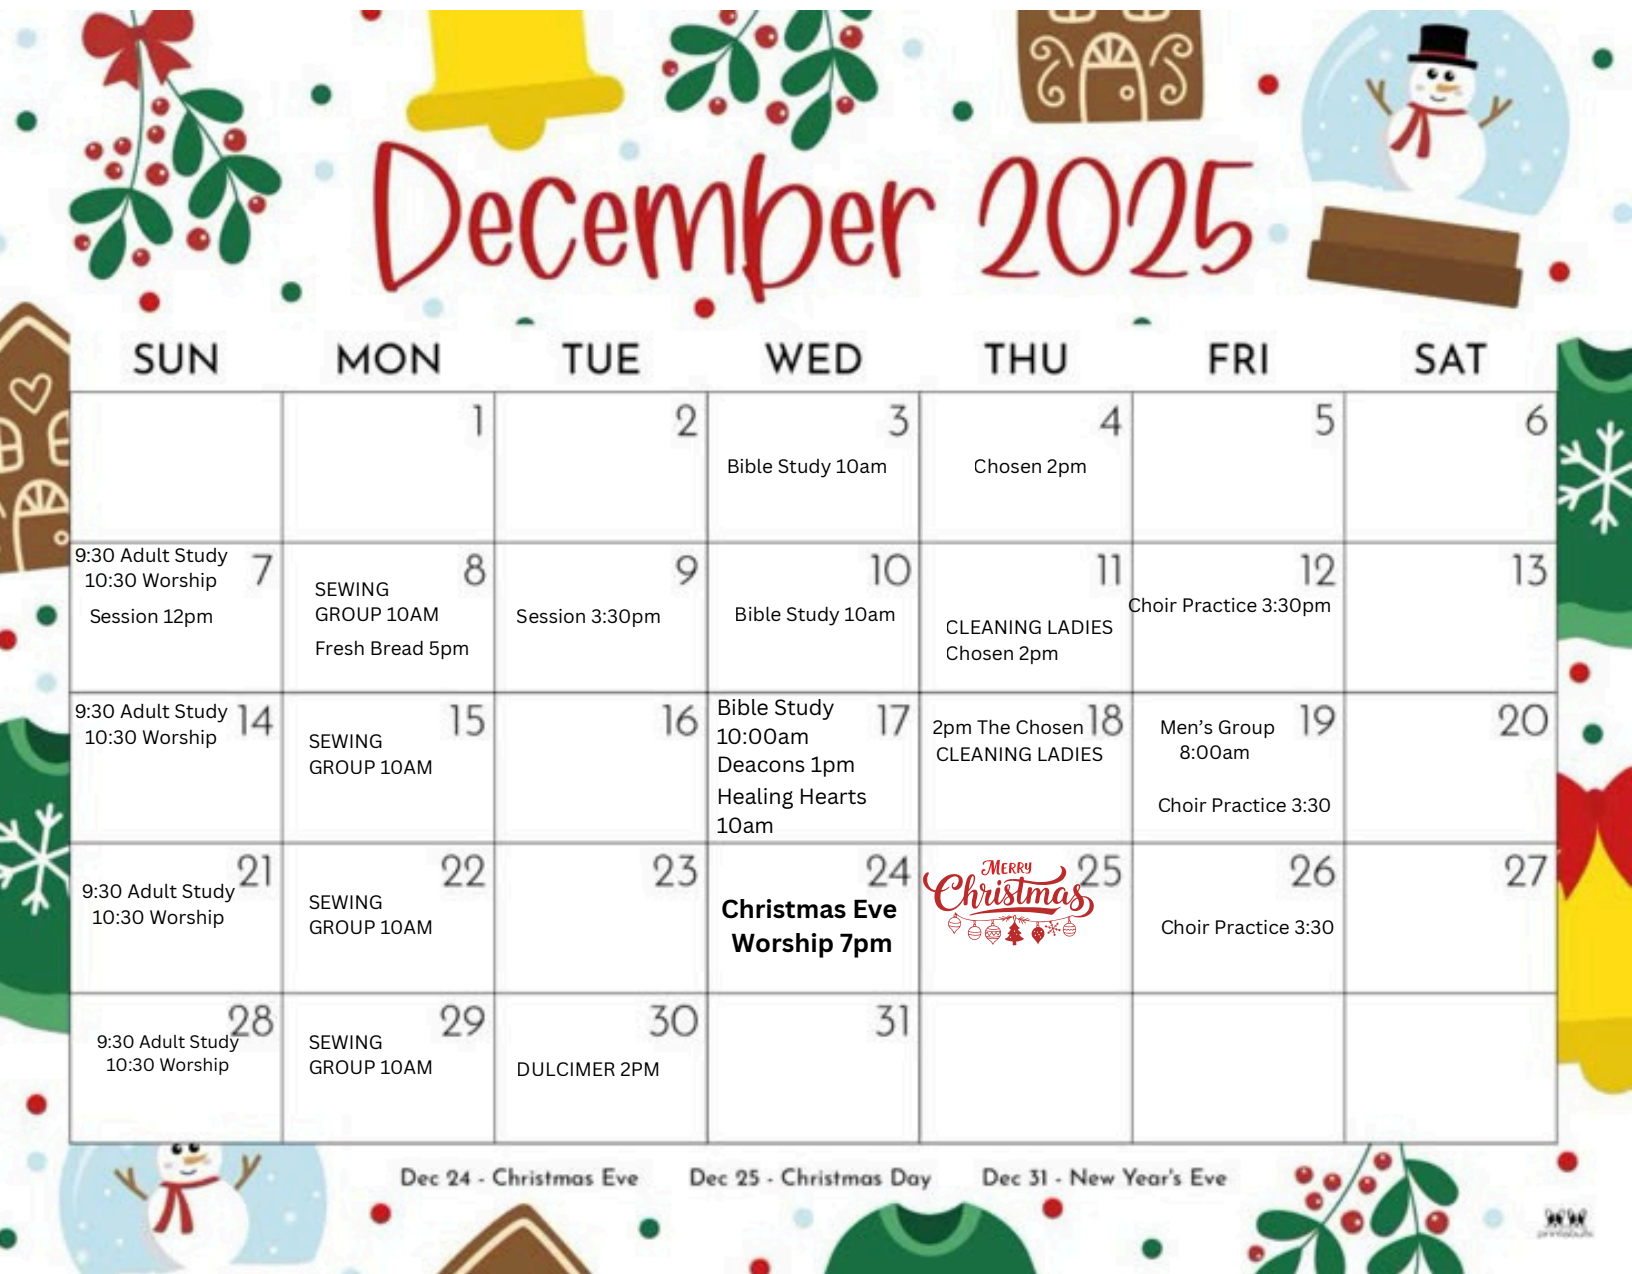 December 2025
SUN MON TUE WED THU FRI SAT
1 2 3 4 5 6
Bible Study 10am
Chosen 2pm
9:30 Adult Study
10:30 Worship
7
Session 12pm
8
SEWING
GROUP 10AM
Fresh Bread 5pm
9
Session 3:30pm
10
Bible Study 10am
11
CLEANING LADIES
Chosen 2pm
12
Choir Practice 3:30pm
13
9:30 Adult Study
10:30 Worship
14
15
SEWING
GROUP 10AM
16
Bible Study
10:00am
17
Deacons 1pm
Healing Hearts
10am
2pm The Chosen
18
CLEANING LADIES
Men’s Group
8:00am
19
Choir Practice 3:30
20
21
9:30 Adult Study
10:30 Worship
22
SEWING
GROUP 10AM
23
24
Christmas Eve
Worship 7pm
25
MERRY
Christmas
26
Choir Practice 3:30
27
28
9:30 Adult Study
10:30 Worship
29
SEWING
GROUP 10AM
30
DULCIMER 2PM
31
Dec 24 - Christmas Eve Dec 25 - Christmas Day Dec 31 - New Year's Eve